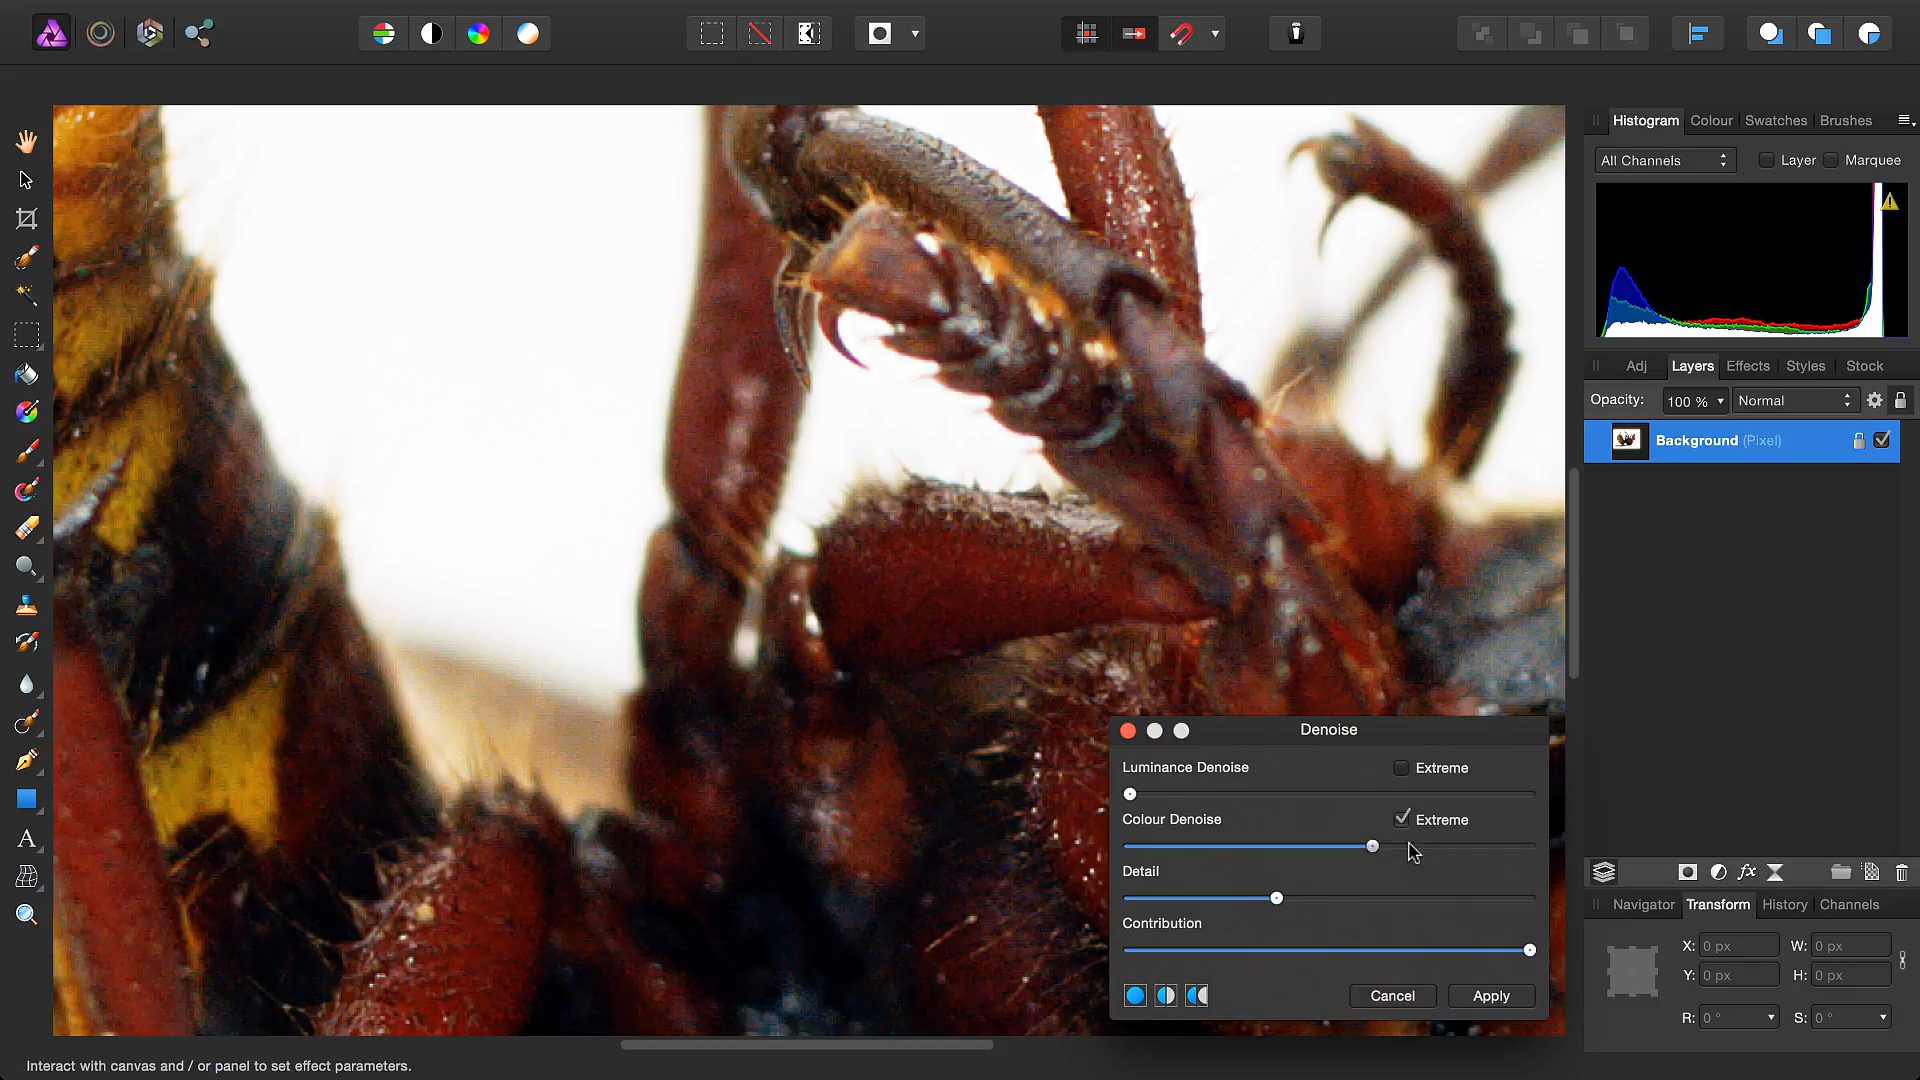 Histogram Colour Swatches Brushes
All Channels Layer Marquee
Adj Layers Effects Styles Stock
Opacity: 100 % Normal
Background (Pixel)
Denoise
Luminance Denoise Extreme
Colour Denoise Extreme
Detail
Contribution
Cancel Apply
fx
Navigator Transform History Channels
X: 0 px W: 0 px
Y: 0 px H: 0 px
R: 0 ° S: 0 °
Interact with canvas and / or panel to set effect parameters.